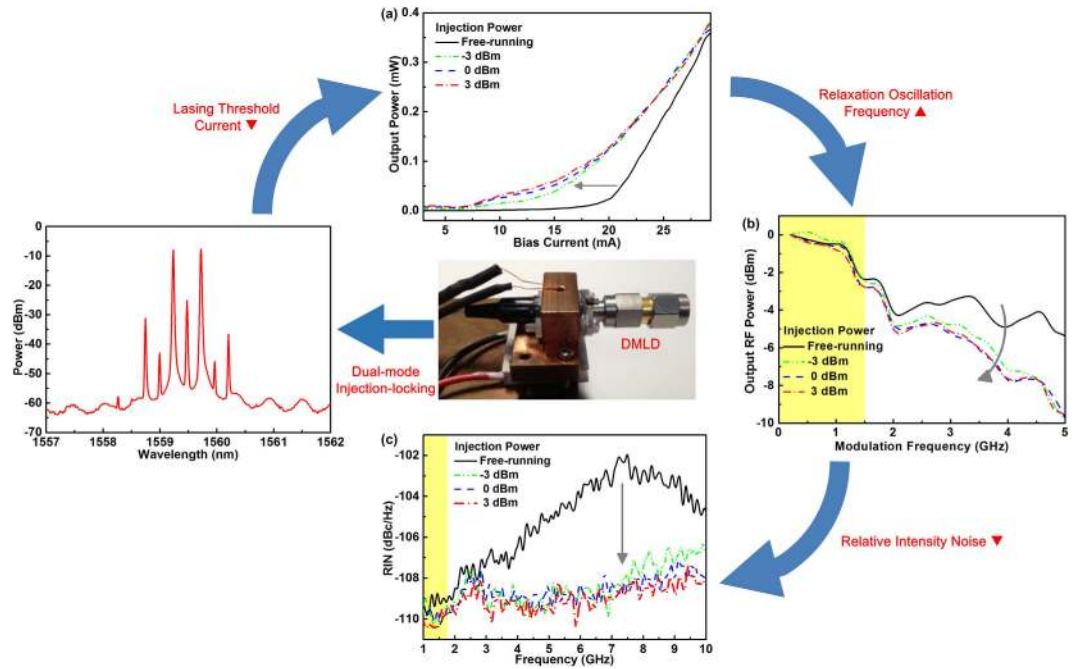 (a)
Injection Power
Free-running
-3 dBm
0 dBm
3 dBm
Output Power (mW)
0.4
0.3
0.2
0.1
0.0
5 10 15 20 25
Bias Current (mA)
Lasing Threshold
Current ▼
Relaxation Oscillation
Frequency ▲
Power (dBm)
0
-10
-20
-30
-40
-50
-60
-70
1557 1558 1559 1560 1561 1562
Wavelength (nm)
Dual-mode
Injection-locking
DMLD
(b)
Output RF Power (dBm)
0
-2
-4
-6
-8
-10
Injection Power
Free-running
-3 dBm
0 dBm
3 dBm
0 1 2 3 4 5
Modulation Frequency (GHz)
(c)
Injection Power
Free-running
-3 dBm
0 dBm
3 dBm
RIN (dBc/Hz)
-102
-104
-106
-108
-110
1 2 3 4 5 6 7 8 9 10
Frequency (GHz)
Relative Intensity Noise ▼